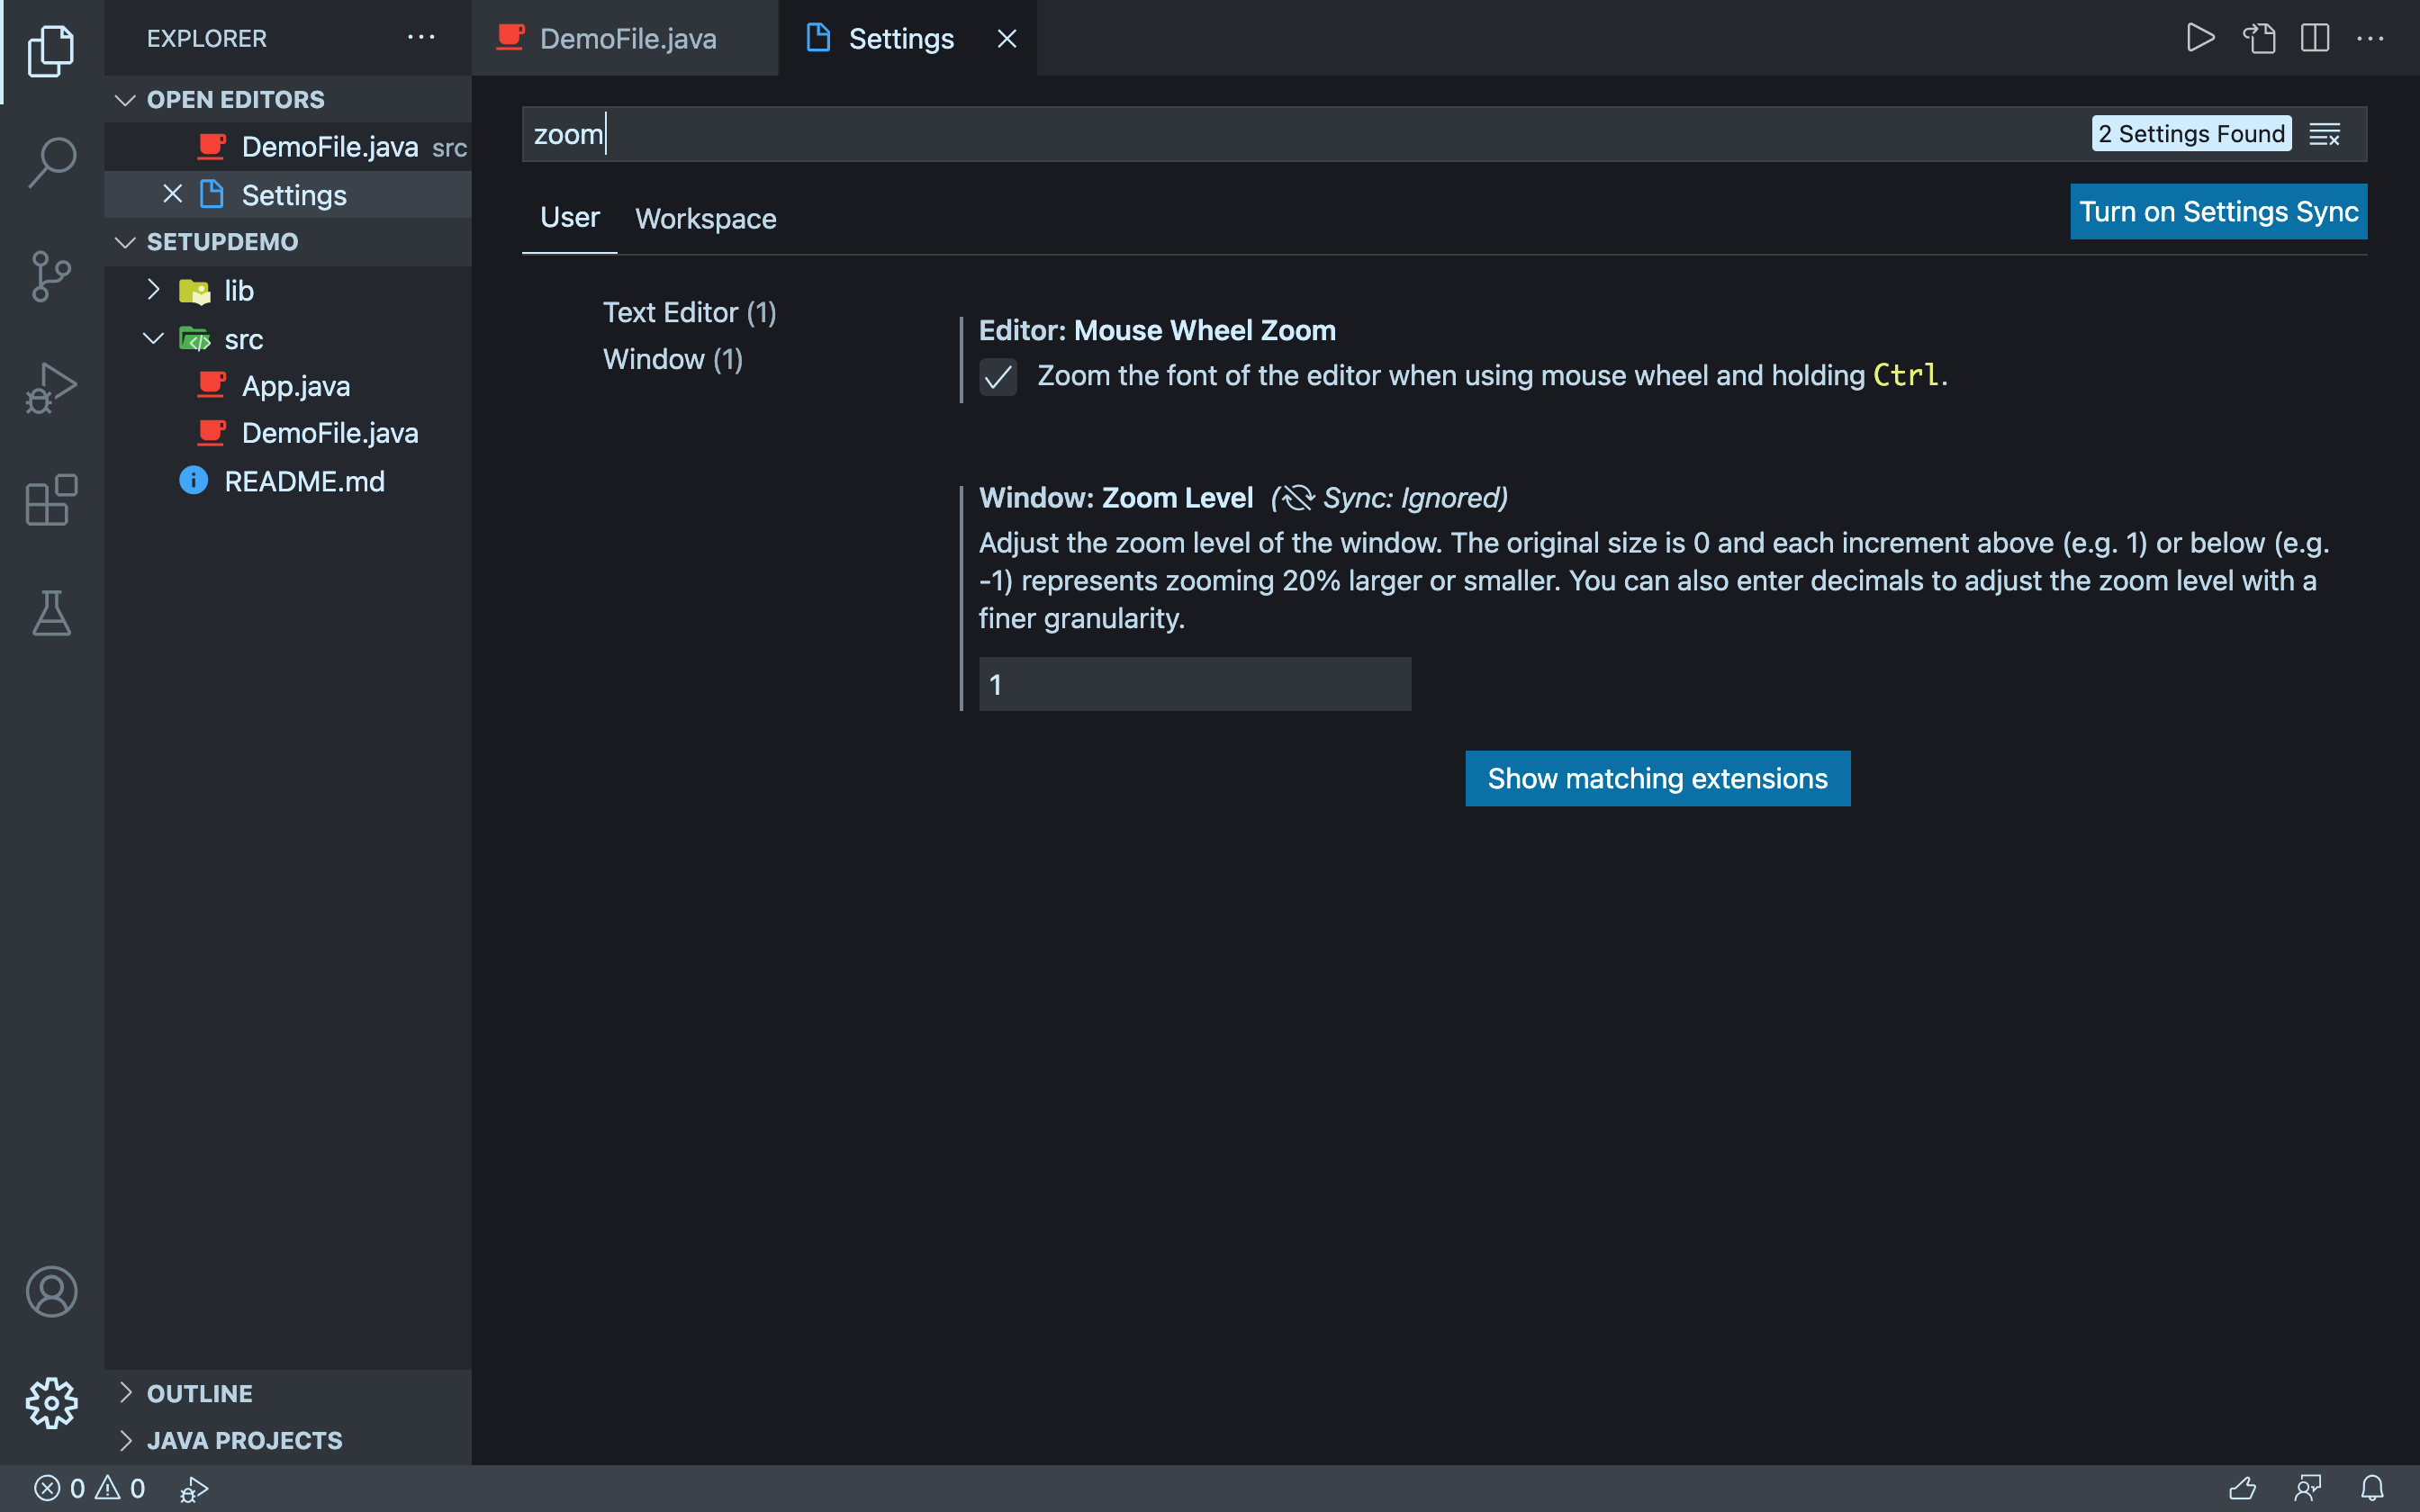 EXPLORER
OPEN EDITORS
DemoFile.java src
Settings
SETUPDEMO
lib
src
App.java
DemoFile.java
README.md
OUTLINE
JAVA PROJECTS
DemoFile.java
Settings
zoom
2 Settings Found
User
Workspace
Turn on Settings Sync
Text Editor (1)
Window (1)
Editor: Mouse Wheel Zoom
Zoom the font of the editor when using mouse wheel and holding Ctrl.
Window: Zoom Level ( Sync: Ignored)
Adjust the zoom level of the window. The original size is 0 and each increment above (e.g. 1) or below (e.g.
-1) represents zooming 20% larger or smaller. You can also enter decimals to adjust the zoom level with a
finer granularity.
1
Show matching extensions
0 0